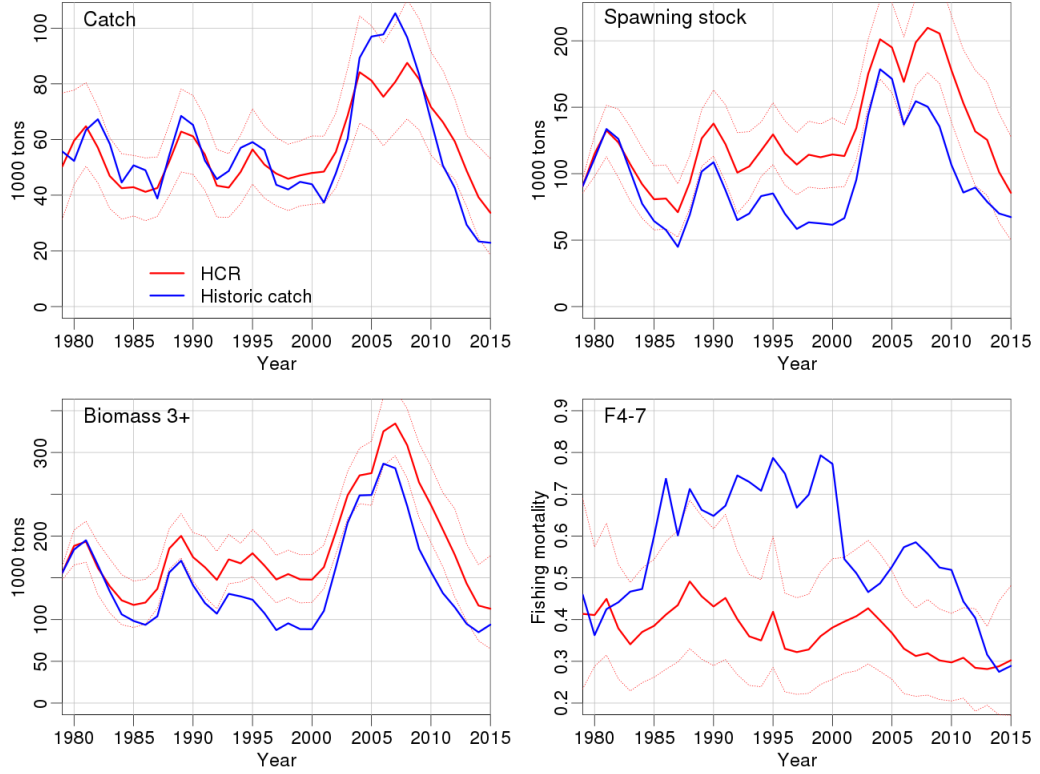 Catch
1000 tons
0 20 40 60 80 100
HCR
Historic catch
1980 1985 1990 1995 2000 2005 2010 2015
Year
Spawning stock
1000 tons
0 50 100 150 200
1980 1985 1990 1995 2000 2005 2010 2015
Year
Biomass 3+
1000 tons
0 50 100 200 300
1980 1985 1990 1995 2000 2005 2010 2015
Year
F4-7
Fishing mortality
0.2 0.3 0.4 0.5 0.6 0.7 0.8 0.9
1980 1985 1990 1995 2000 2005 2010 2015
Year